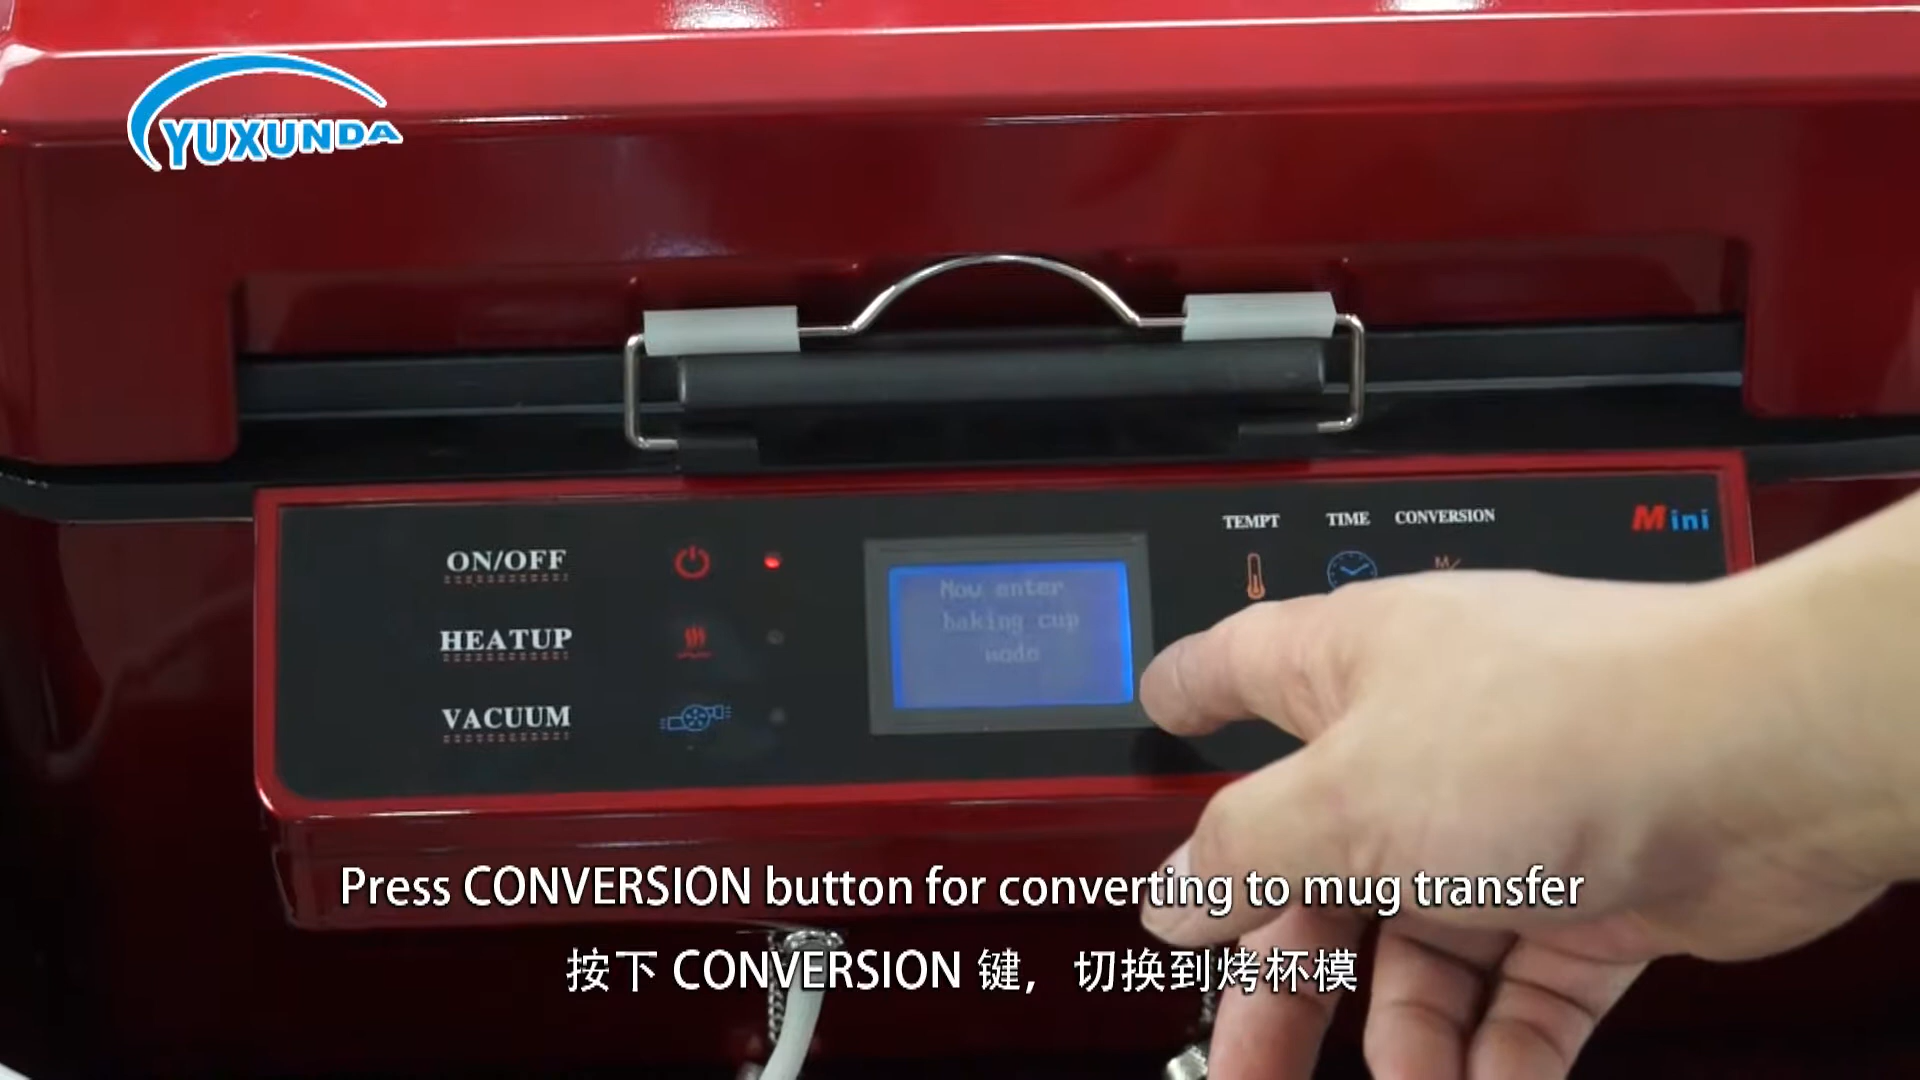 YUXUNDA
TEMPT TIME CONVERSION
Mini
ON/OFF
HEATUP
VACUUM
Now enter
baking cup
mode
M/
Press CONVERSION button for converting to mug transfer
按下 CONVERSION 键，切换到烤杯模